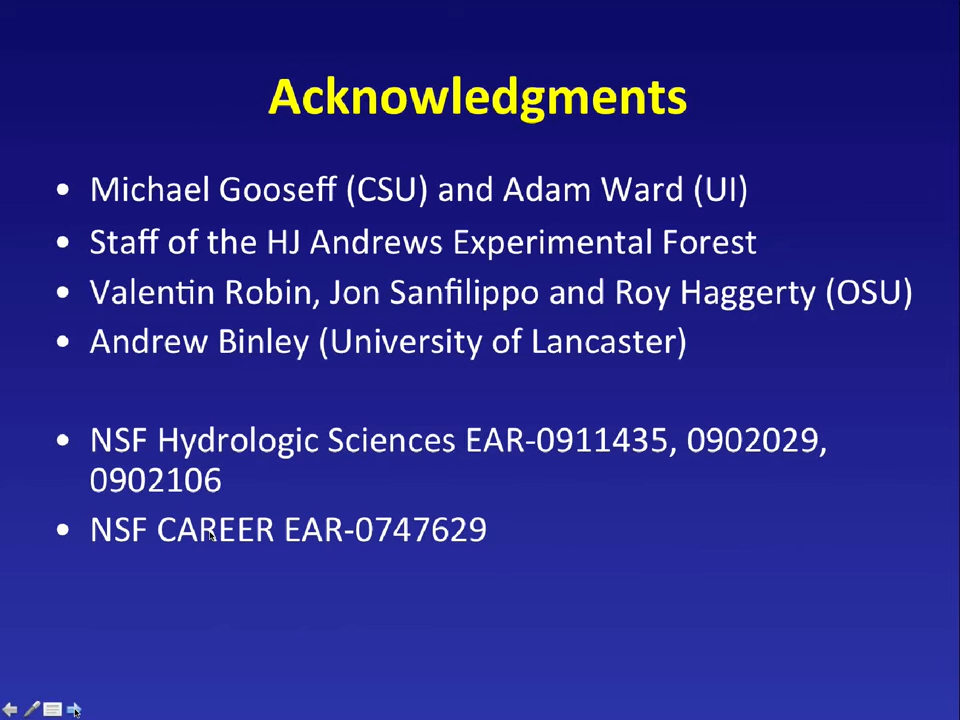 Acknowledgments
• Michael Gooseff (CSU) and Adam Ward (UI)
• Staff of the HJ Andrews Experimental Forest
• Valentin Robin, Jon Sanfilippo and Roy Haggerty (OSU)
• Andrew Binley (University of Lancaster)
• NSF Hydrologic Sciences EAR-0911435, 0902029,
0902106
• NSF CAREER EAR-0747629